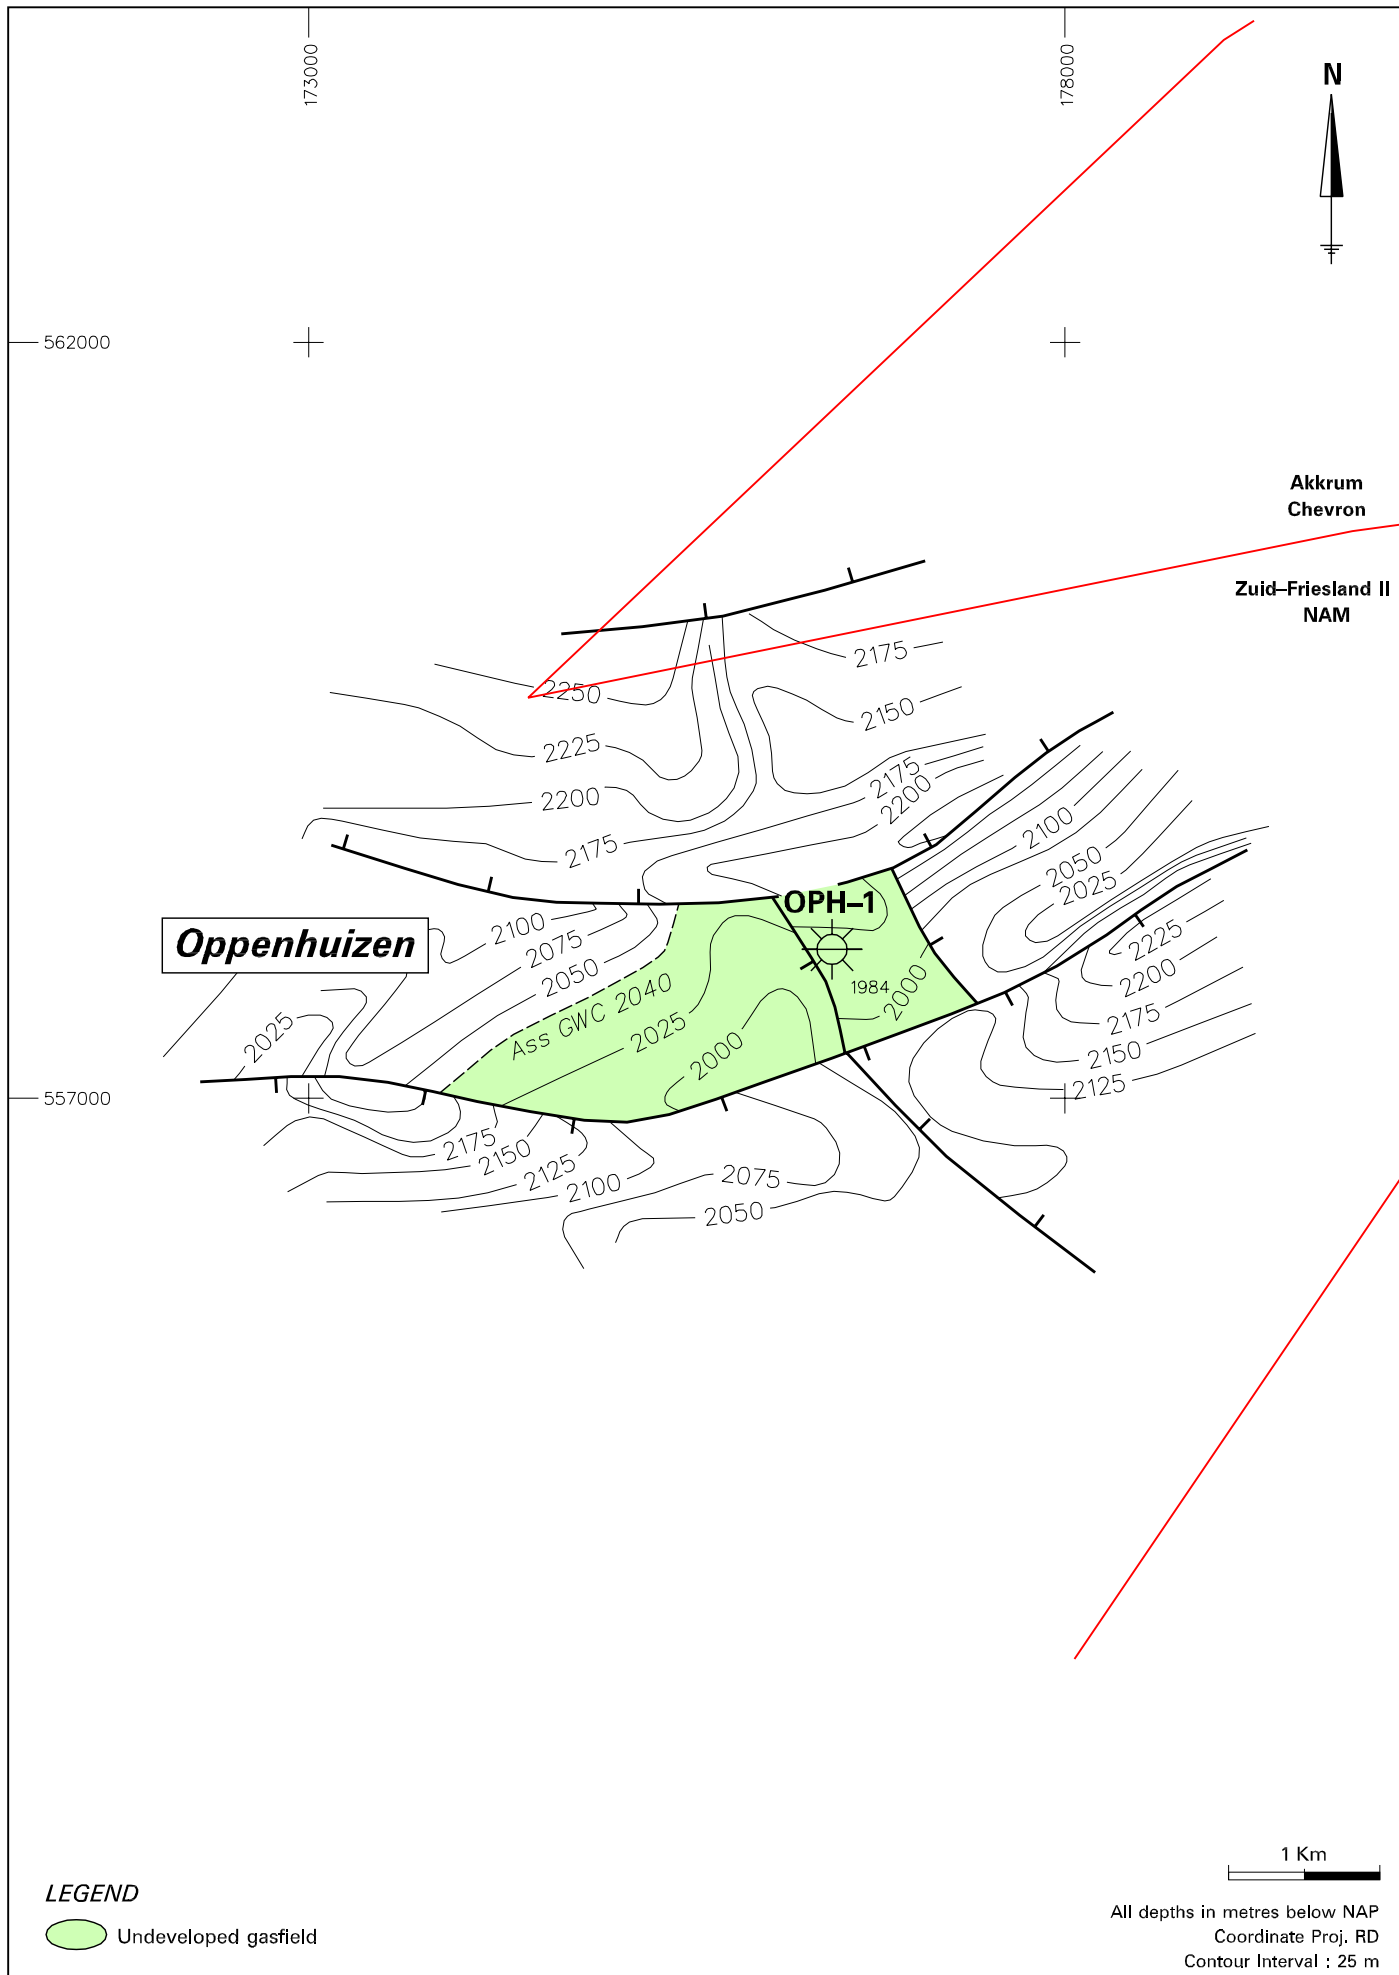 173000
178000
N
562000
Akkrum
Chevron
Zuid–Friesland II
NAM
2175
2250
2150
2225
2175
2200
2200
2100
2175
2050
2025
OPH–1
2100
2225
Oppenhuizen
2075
2200
2050
1984
2000
Ass GWC 2040
2175
2025
2025
2000
2150
2125
557000
2175
2150
2125
2075
2100
2050
1 Km
LEGEND
Undeveloped gasfield
All depths in metres below NAP
Coordinate Proj. RD
Contour Interval : 25 m